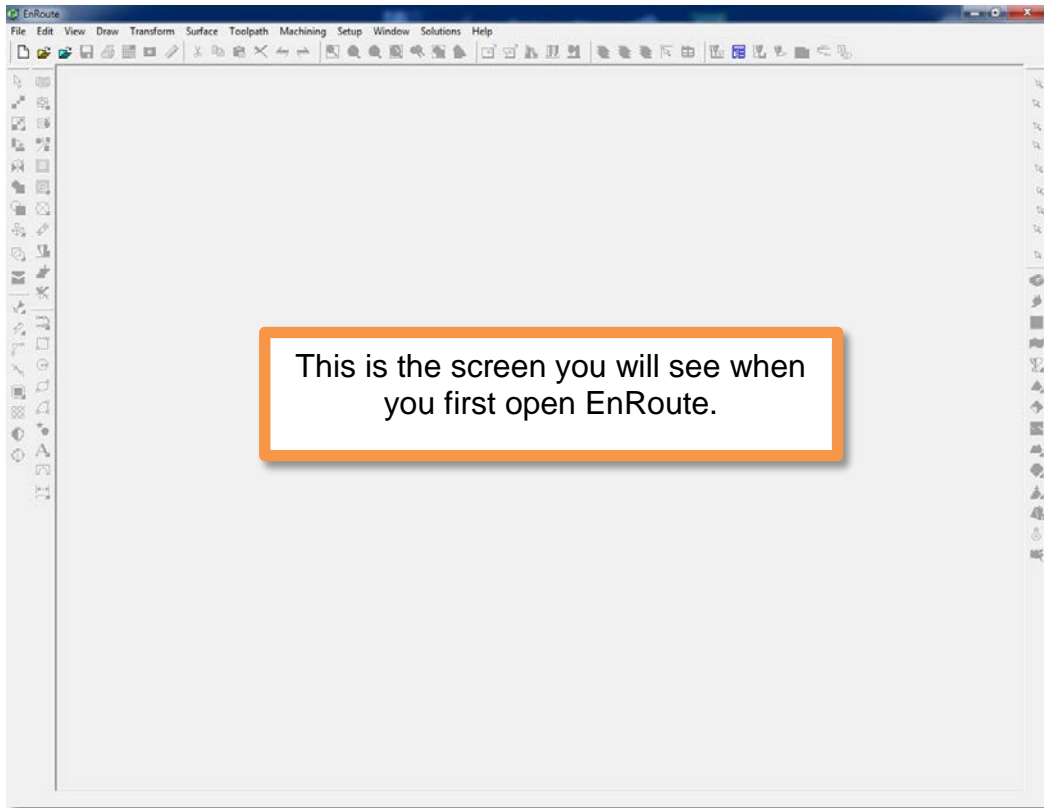 EnRoute
File Edit View Draw Transform Surface Toolpath Machining Setup Window Solutions Help
This is the screen you will see when
you first open EnRoute.